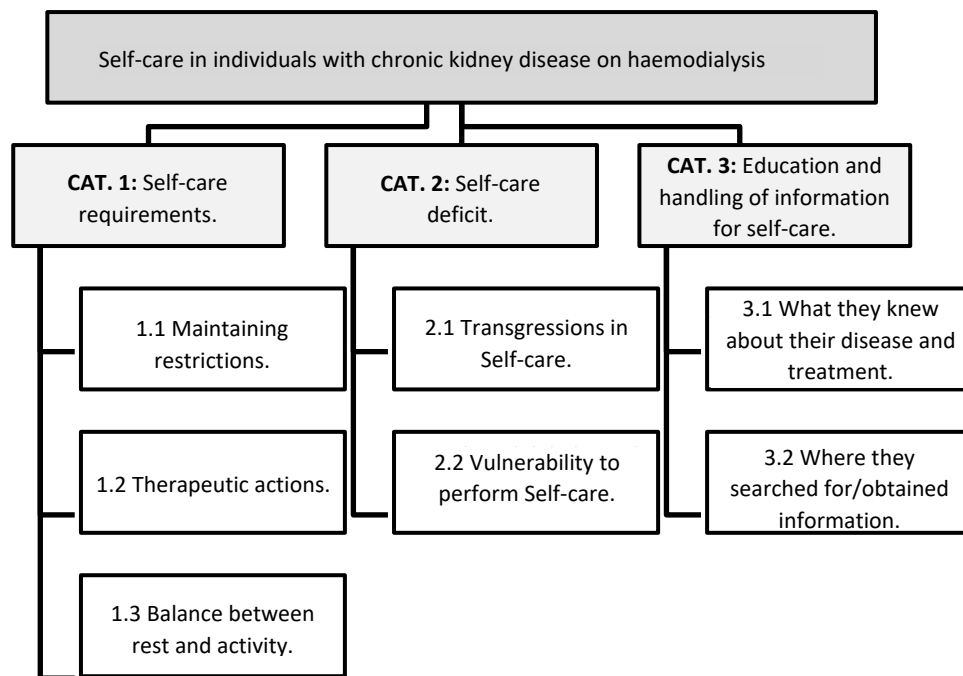 Self-care in individuals with chronic kidney disease on haemodialysis
CAT. 1: Self-care
requirements.
CAT. 2: Self-care
deficit.
CAT. 3: Education and
handling of information
for self-care.
1.1 Maintaining
restrictions.
2.1 Transgressions in
Self-care.
3.1 What they knew
about their disease and
treatment.
1.2 Therapeutic actions.
2.2 Vulnerability to
perform Self-care.
3.2 Where they
searched for/obtained
information.
1.3 Balance between
rest and activity.